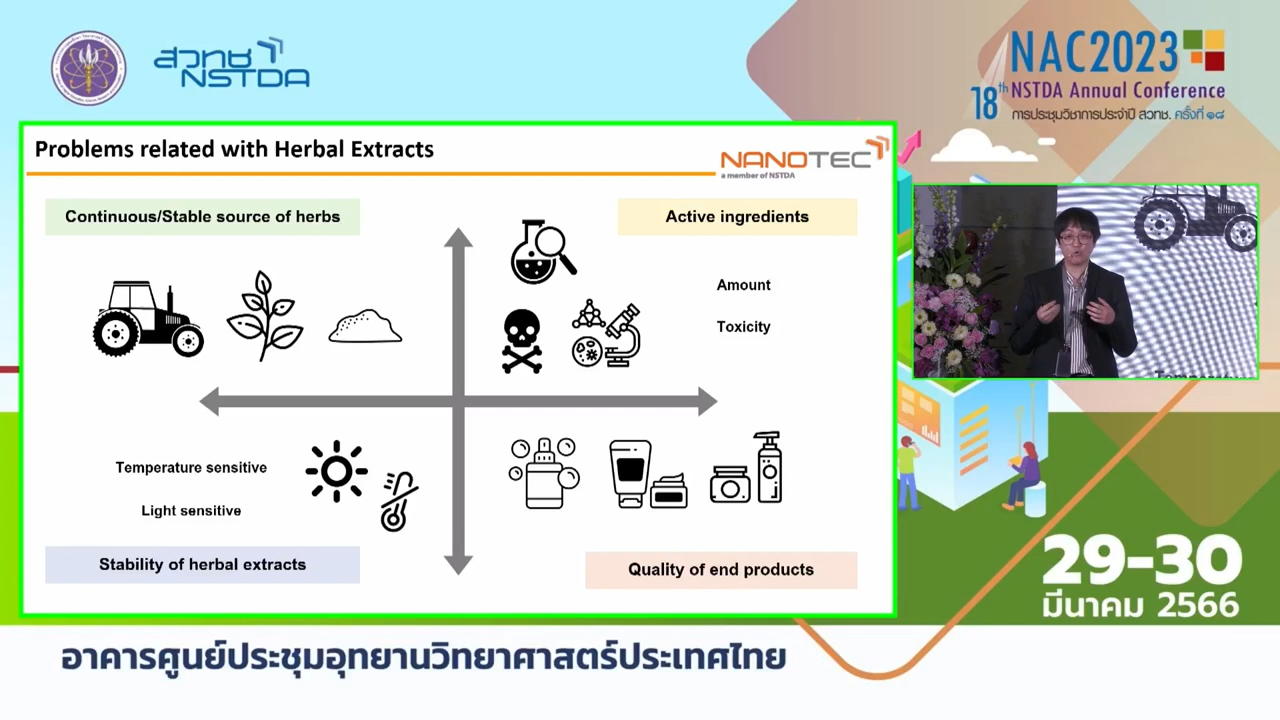 สวทช
NSTDA
NAC2023
18th NSTDA Annual Conference
การประชุมวิชาการประจำปี สวทช. ครั้งที่ ๑๘
Problems related with Herbal Extracts
NANOTEC
a member of NSTDA
Continuous/Stable source of herbs
Active ingredients
Amount
Toxicity
Temperature sensitive
Light sensitive
Stability of herbal extracts
Quality of end products
29-30
มีนาคม 2566
อาคารศูนย์ประชุมอุทยานวิทยาศาสตร์ประเทศไทย